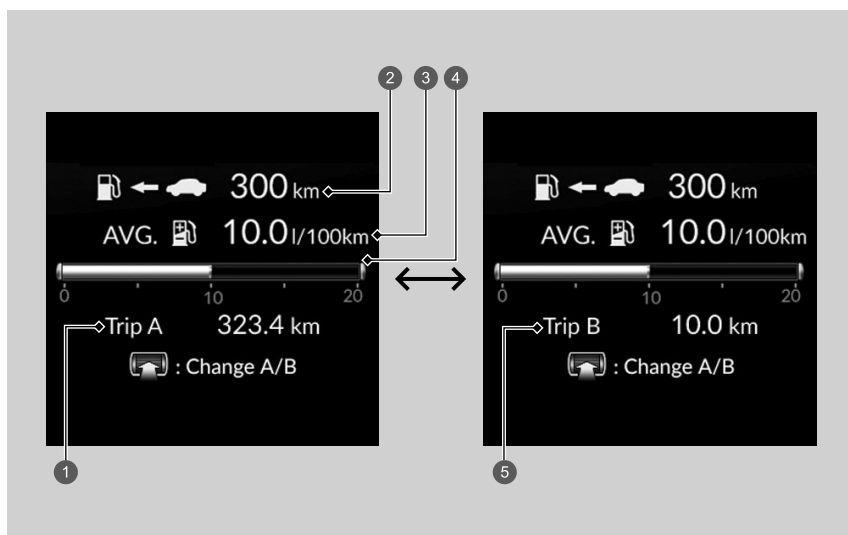 2 3 4
300 km
AVG. 10.0 l/100km
0 10 20
Trip A 323.4 km
: Change A/B
1
300 km
AVG. 10.0 l/100km
0 10 20
Trip B 10.0 km
: Change A/B
5